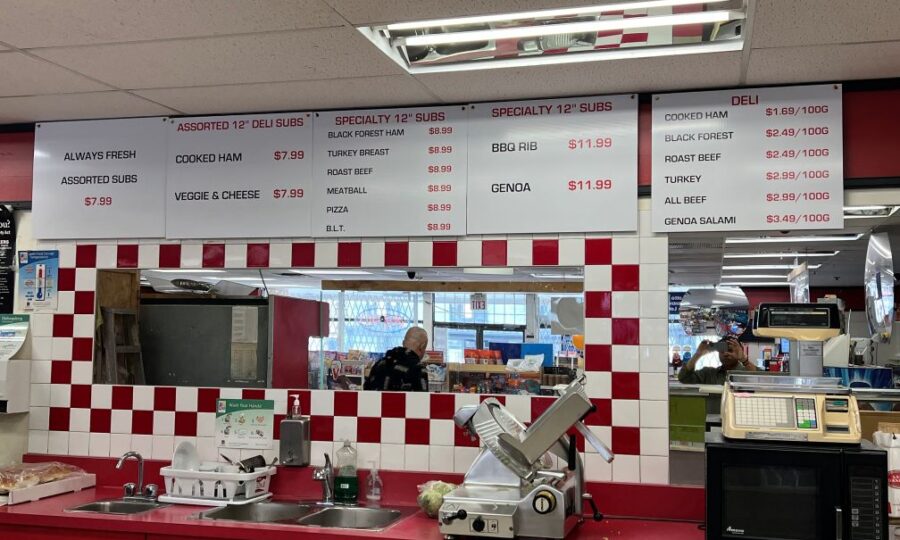 ALWAYS FRESH
ASSORTED SUBS
$7.99
ASSORTED 12" DELI SUBS
COOKED HAM $7.99
VEGGIE & CHEESE $7.99
SPECIALTY 12" SUBS
BLACK FOREST HAM $8.99
TURKEY BREAST $8.99
ROAST BEEF $8.99
MEATBALL $8.99
PIZZA $8.99
B.L.T. $8.99
SPECIALTY 12" SUBS
BBQ RIB $11.99
GENOA $11.99
DELI
COOKED HAM $1.69/100G
BLACK FOREST $2.49/100G
ROAST BEEF $2.49/100G
TURKEY $2.99/100G
ALL BEEF $2.99/100G
GENOA SALAMI $3.49/100G